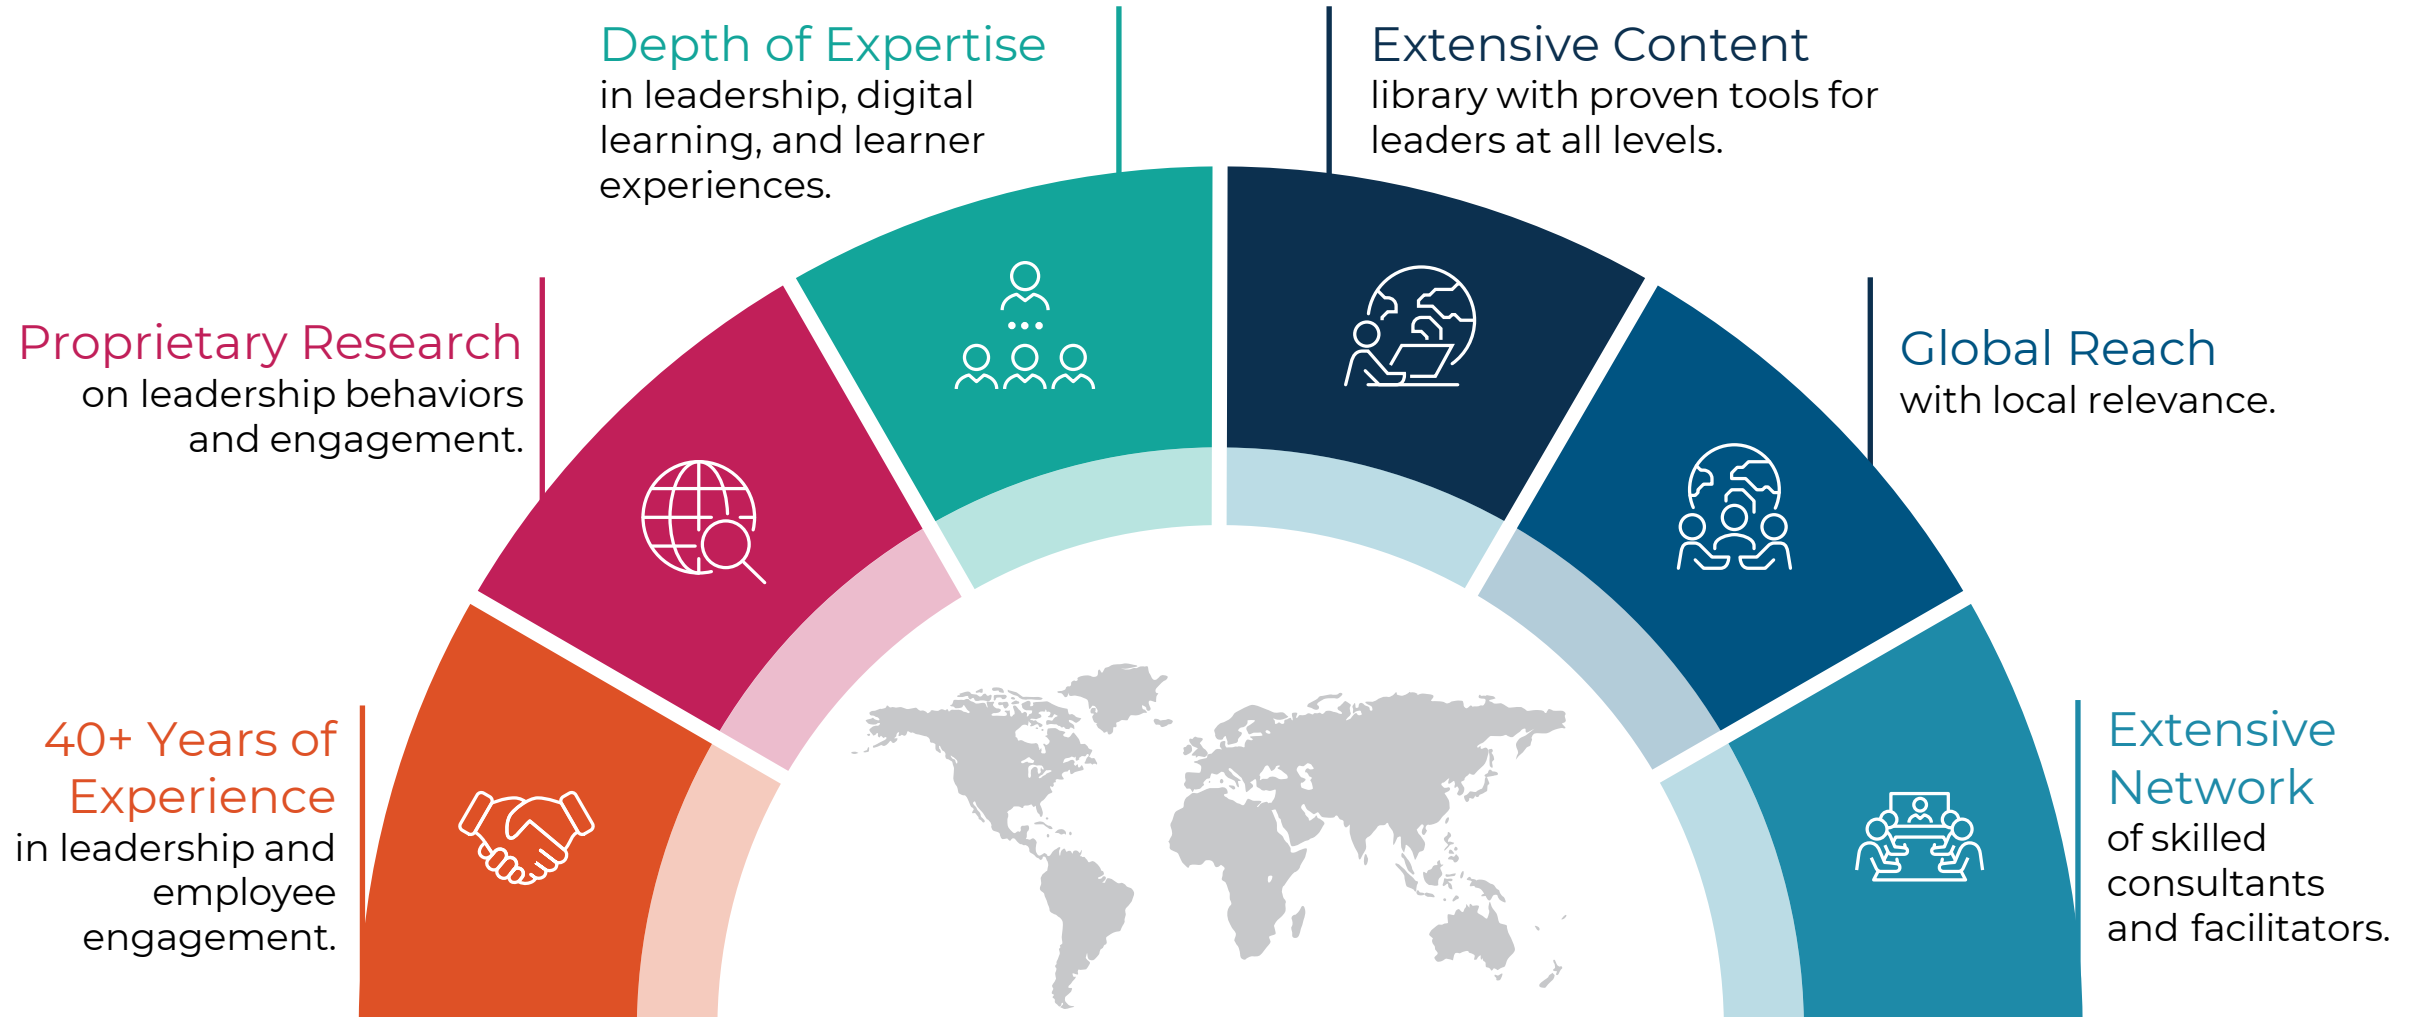 Depth of Expertise
in leadership, digital
learning, and learner
experiences.
Extensive Content
library with proven tools for
leaders at all levels.
Proprietary Research
on leadership behaviors
and engagement.
Global Reach
with local relevance.
40+ Years of
Experience
in leadership and
employee
engagement.
Extensive
Network
of skilled
consultants
and facilitators.